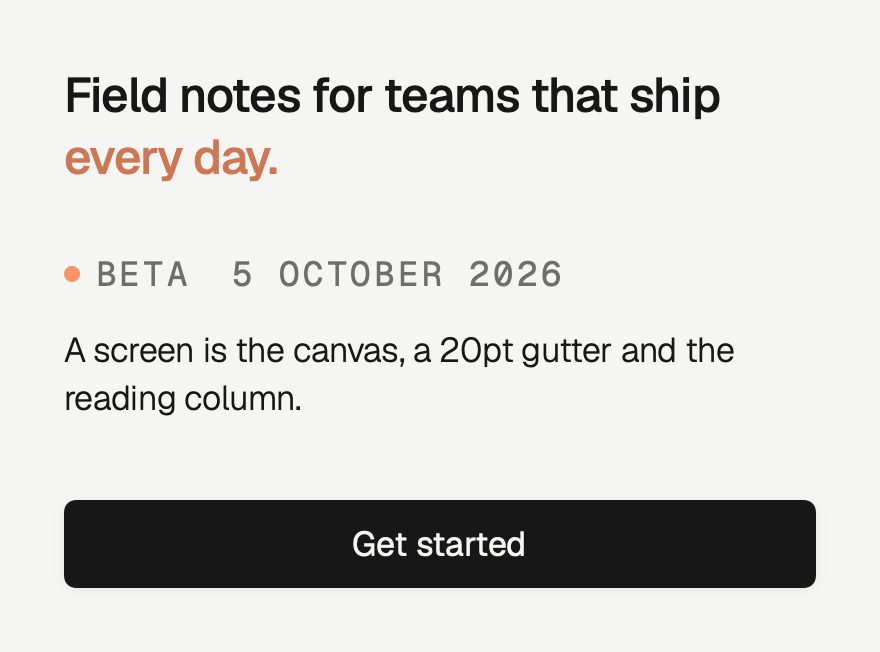 Field notes for teams that ship
every day.
BETA 5 OCTOBER 2026
A screen is the canvas, a 20pt gutter and the
reading column.
Get started